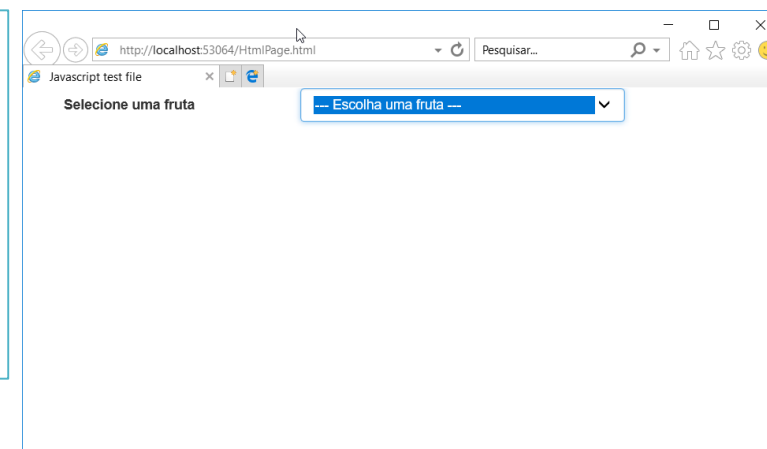 http://localhost:53064/HtmlPage.html
Pesquisar...
Javascript test file
Selecione uma fruta
--- Escolha uma fruta ---